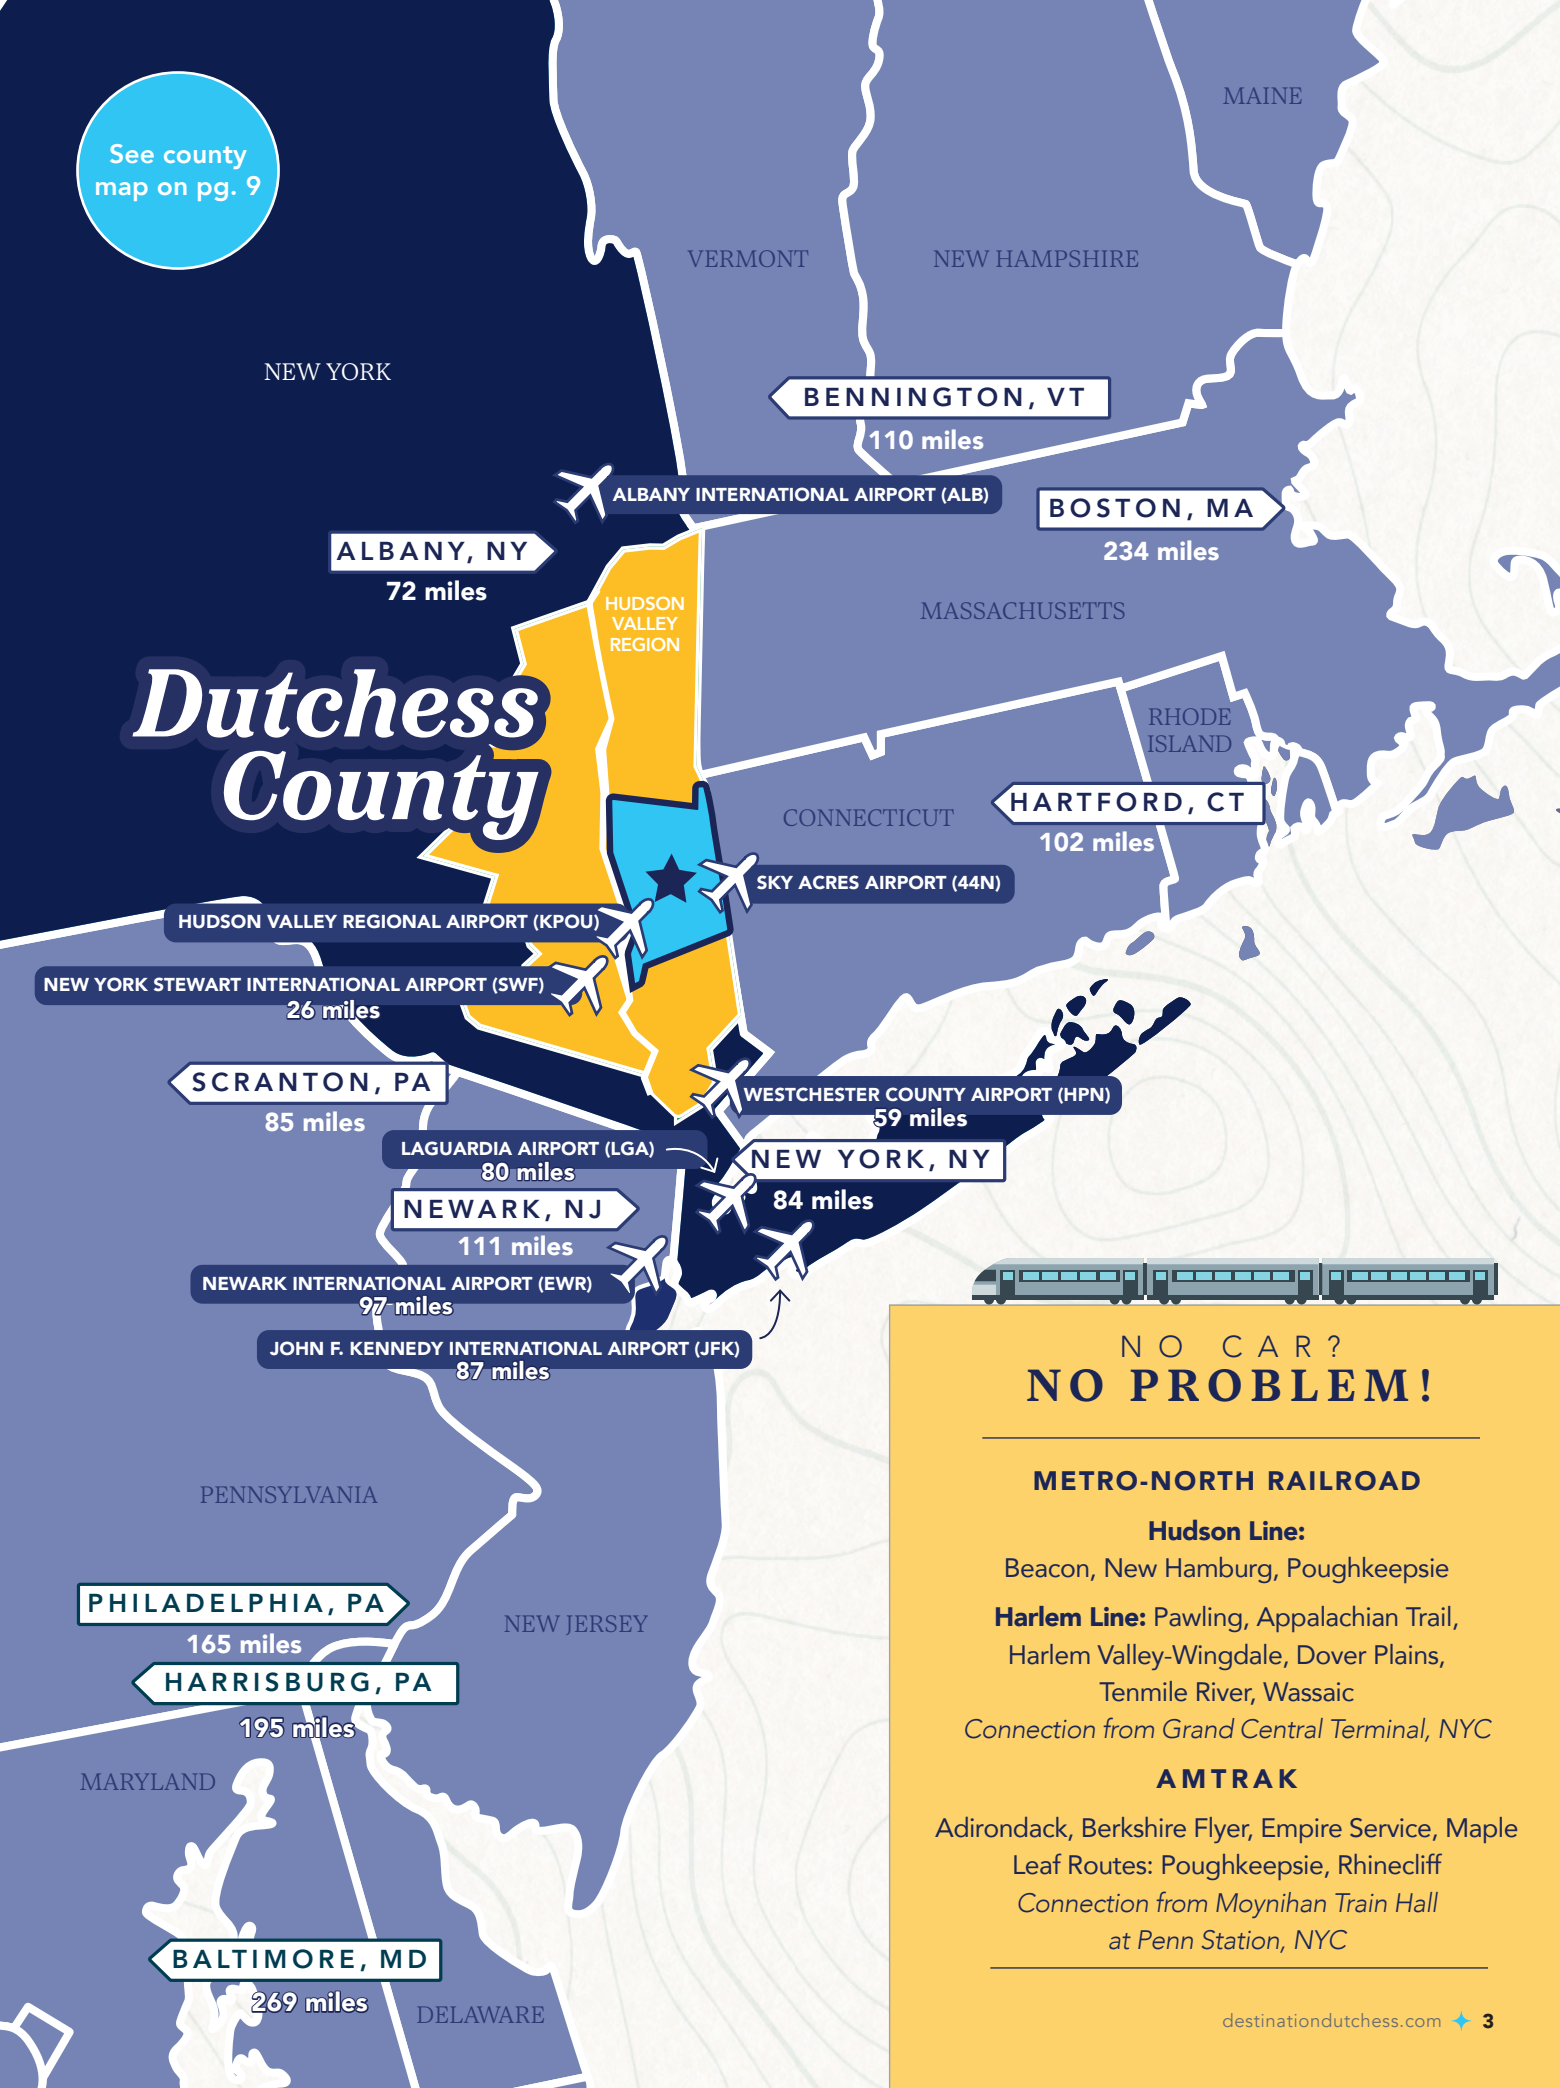 See county
map on pg. 9
MAINE
VERMONT
NEW HAMPSHIRE
NEW YORK
BENNINGTON, VT
110 miles
ALBANY INTERNATIONAL AIRPORT (ALB)
BOSTON, MA
234 miles
ALBANY, NY
72 miles
HUDSON
VALLEY
REGION
MASSACHUSETTS
Dutchess
County
RHODE
ISLAND
CONNECTICUT
HARTFORD, CT
102 miles
SKY ACRES AIRPORT (44N)
HUDSON VALLEY REGIONAL AIRPORT (KPOU)
NEW YORK STEWART INTERNATIONAL AIRPORT (SWF)
26 miles
SCRANTON, PA
85 miles
WESTCHESTER COUNTY AIRPORT (HPN)
59 miles
LAGUARDIA AIRPORT (LGA)
80 miles
NEW YORK, NY
84 miles
NEWARK, NJ
111 miles
NEWARK INTERNATIONAL AIRPORT (EWR)
97 miles
JOHN F. KENNEDY INTERNATIONAL AIRPORT (JFK)
87 miles
PENNSYLVANIA
PHILADELPHIA, PA
165 miles
NEW JERSEY
HARRISBURG, PA
195 miles
MARYLAND
BALTIMORE, MD
269 miles
DELAWARE
NO CAR?
NO PROBLEM!
METRO-NORTH RAILROAD
Hudson Line:
Beacon, New Hamburg, Poughkeepsie
Harlem Line: Pawling, Appalachian Trail,
Harlem Valley-Wingdale, Dover Plains,
Tenmile River, Wassaic
Connection from Grand Central Terminal, NYC
AMTRAK
Adirondack, Berkshire Flyer, Empire Service, Maple
Leaf Routes: Poughkeepsie, Rhinecliff
Connection from Moynihan Train Hall
at Penn Station, NYC
destinationdutchess.com 3